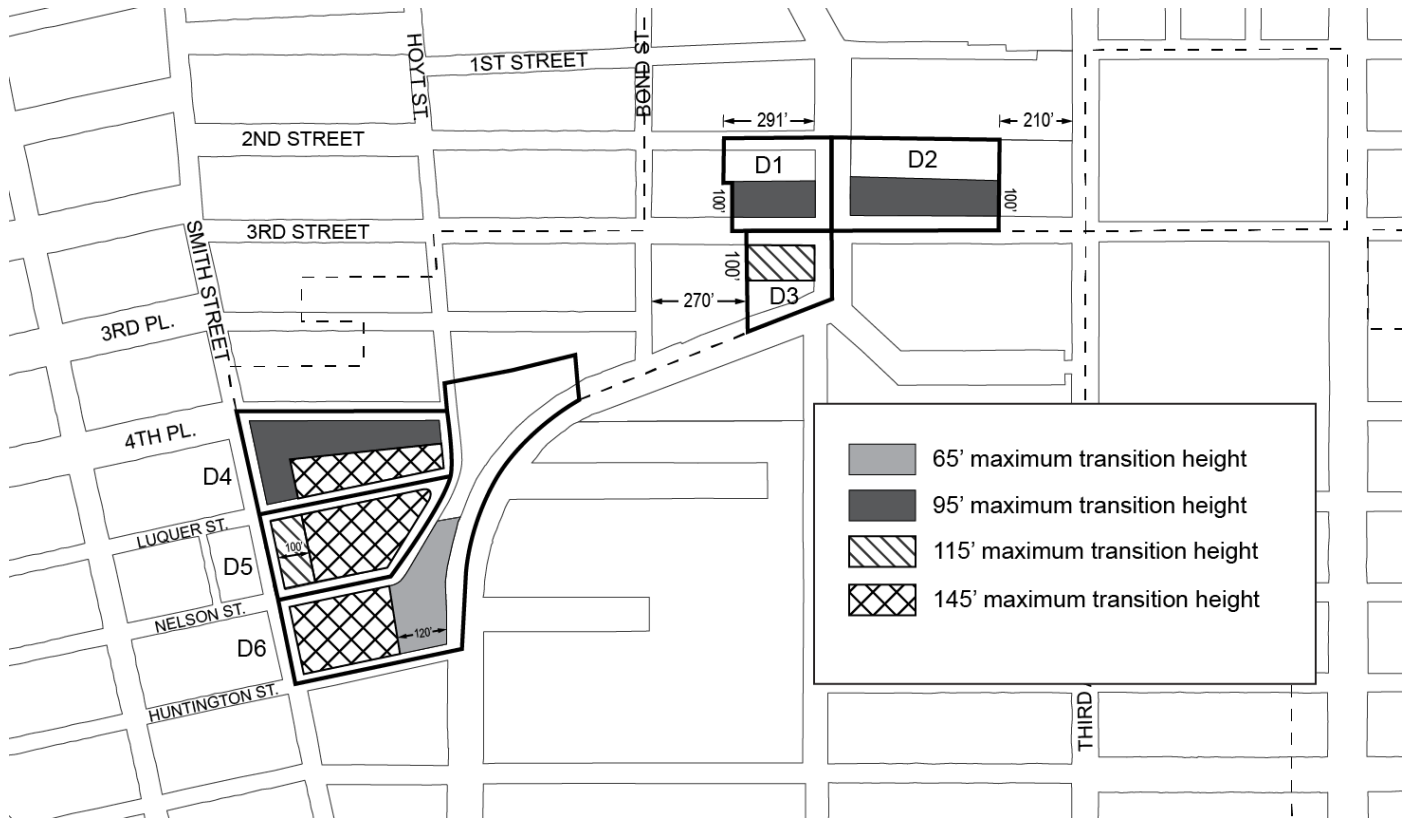 HOYT ST.
1ST STREET
BOND ST.
2ND STREET
291'
210'
D1
D2
100'
100'
3RD STREET
SMITH STREET
100'
D3
270'
3RD PL.
4TH PL.
D4
LUQUER ST.
100'
D5
NELSON ST.
120'
D6
HUNTINGTON ST.
65' maximum transition height
95' maximum transition height
115' maximum transition height
145' maximum transition height
THIRD